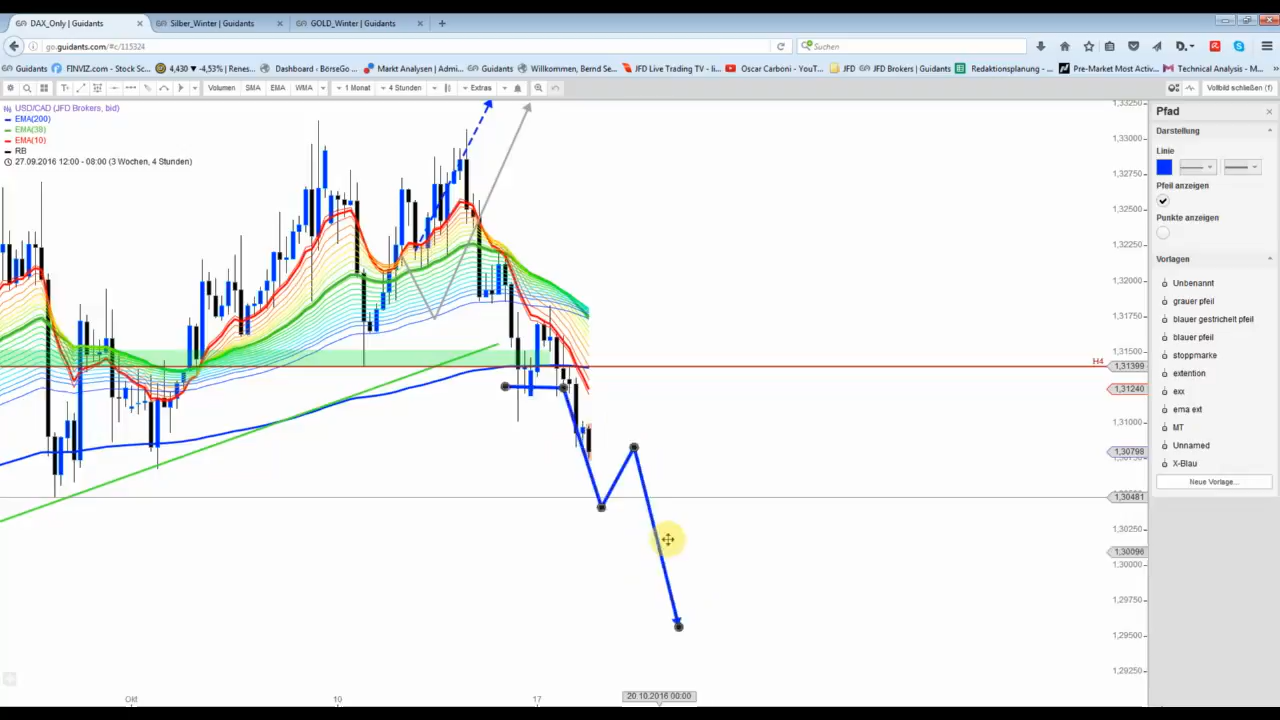 DAX_Only | Guidants
Silber_Winter | Guidants
GOLD_Winter | Guidants
go.guidants.com/#c/115324
Suchen
Guidants
FINVIZ.com - Stock Sc...
4,430 ▼ -4,53% | Renes...
Dashboard ‹ BörseGo ...
Markt Analysen | Admi...
Guidants
Willkommen, Bernd Se...
JFD Live Trading TV - li...
Oscar Carboni - YouT...
JFD
JFD Brokers | Guidants
Redaktionsplanung - ...
Pre-Market Most Activ...
Technical Analysis - M...
Volumen
SMA
EMA
WMA
1 Monat
4 Stunden
Extras
Vollbild schließen (f)
USD/CAD (JFD Brokers, bid)
EMA(200)
EMA(38)
EMA(10)
RB
27.09.2016 12:00 - 08:00 (3 Wochen, 4 Stunden)
1,33250
1,33000
1,32750
1,32500
1,32250
1,32000
1,31750
1,31500
H4
1,31399
1,31240
1,31000
1,30798
1,30481
1,30250
1,30096
1,30000
1,29750
1,29500
1,29250
Okt
10
17
20.10.2016 00:00
Pfad
Darstellung
Linie
Pfeil anzeigen
Punkte anzeigen
Vorlagen
Unbenannt
grauer pfeil
blauer gestrichelt pfeil
blauer pfeil
stoppmarke
extention
exx
ema ext
MT
Unnamed
X-Blau
Neue Vorlage...